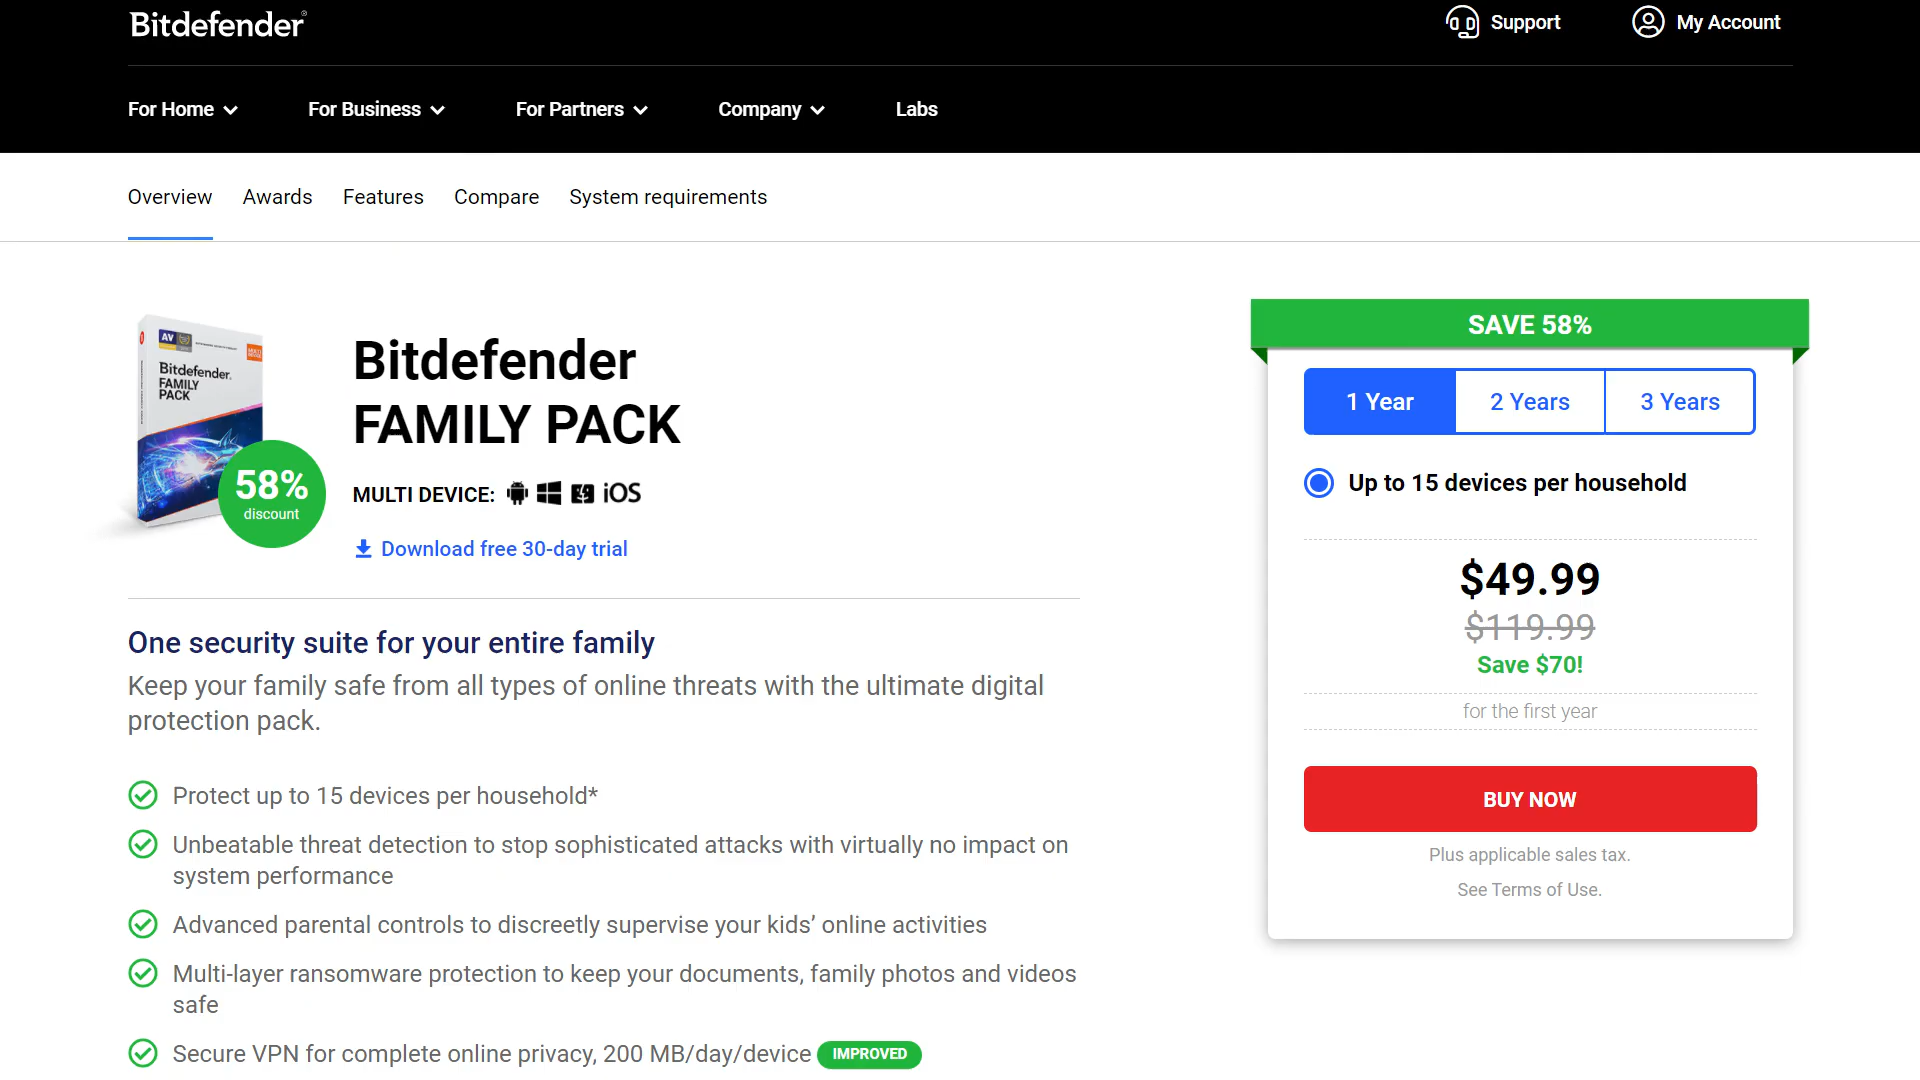 Bitdefender®
Support
My Account
For Home
For Business
For Partners
Company
Labs
Overview
Awards
Features
Compare
System requirements
AV
Bitdefender.
FAMILY
PACK
58%
discount
Bitdefender
FAMILY PACK
MULTI DEVICE: iOS
Download free 30-day trial
One security suite for your entire family
Keep your family safe from all types of online threats with the ultimate digital
protection pack.
Protect up to 15 devices per household*
Unbeatable threat detection to stop sophisticated attacks with virtually no impact on
system performance
Advanced parental controls to discreetly supervise your kids’ online activities
Multi-layer ransomware protection to keep your documents, family photos and videos
safe
Secure VPN for complete online privacy, 200 MB/day/device IMPROVED
SAVE 58%
1 Year
2 Years
3 Years
Up to 15 devices per household
$49.99
$119.99
Save $70!
for the first year
BUY NOW
Plus applicable sales tax.
See Terms of Use.